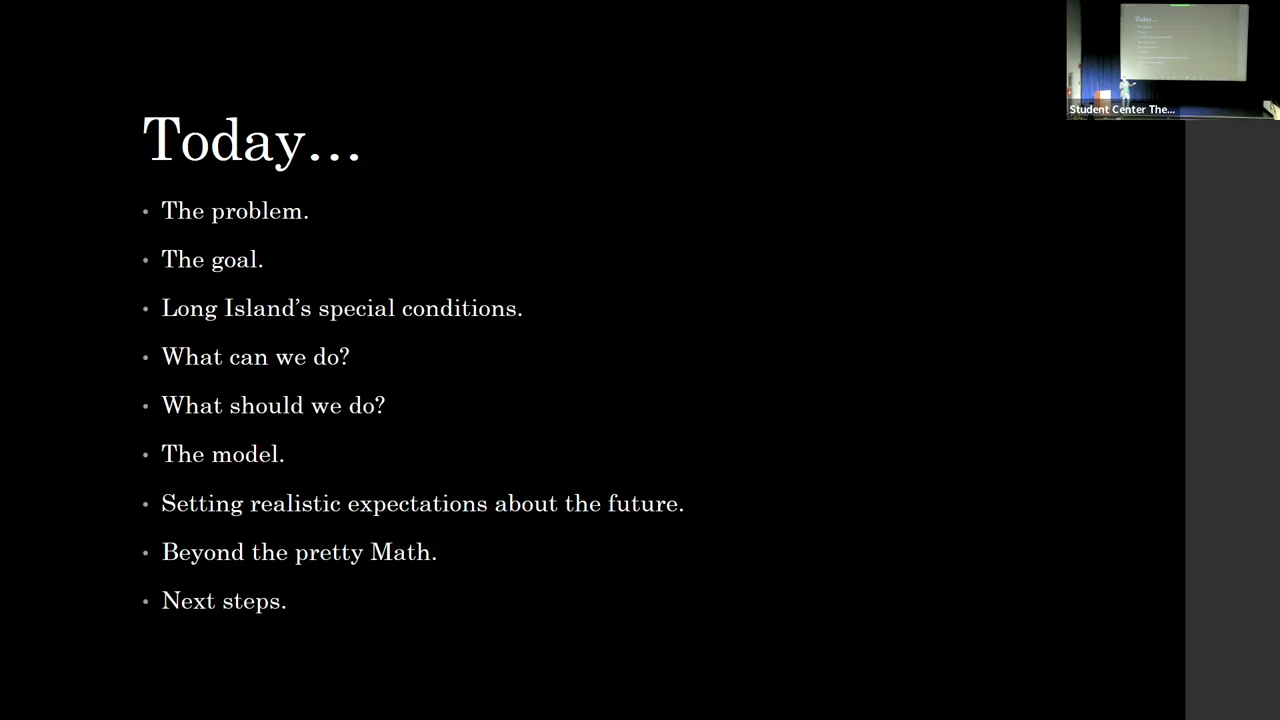 Today…
• The problem.
• The goal.
• Long Island’s special conditions.
• What can we do?
• What should we do?
• The model.
• Setting realistic expectations about the future.
• Beyond the pretty Math.
• Next steps.
Today...
Student Center The...